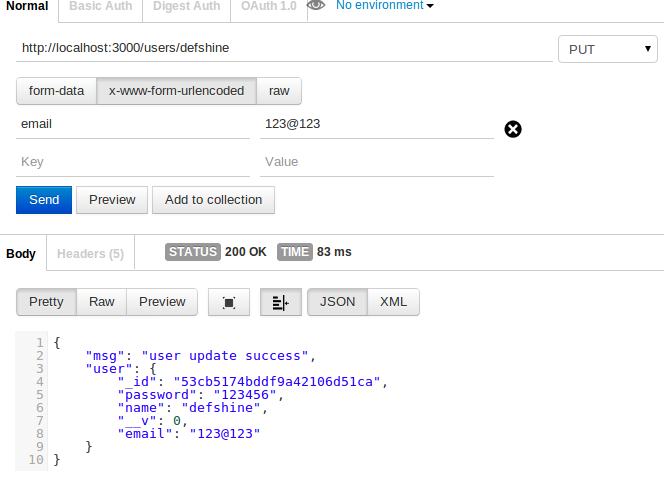 Normal Basic Auth Digest Auth OAuth 1.0 No environment
http://localhost:3000/users/defshine PUT
form-data x-www-form-urlencoded raw
email 123@123
Key Value
Send Preview Add to collection
Body Headers (5) STATUS 200 OK TIME 83 ms
Pretty Raw Preview JSON XML
1 {
2 "msg": "user update success",
3 "user": {
4 "_id": "53cb5174bddf9a42106d51ca",
5 "password": "123456",
6 "name": "defshine",
7 "__v": 0,
8 "email": "123@123"
9 }
10 }